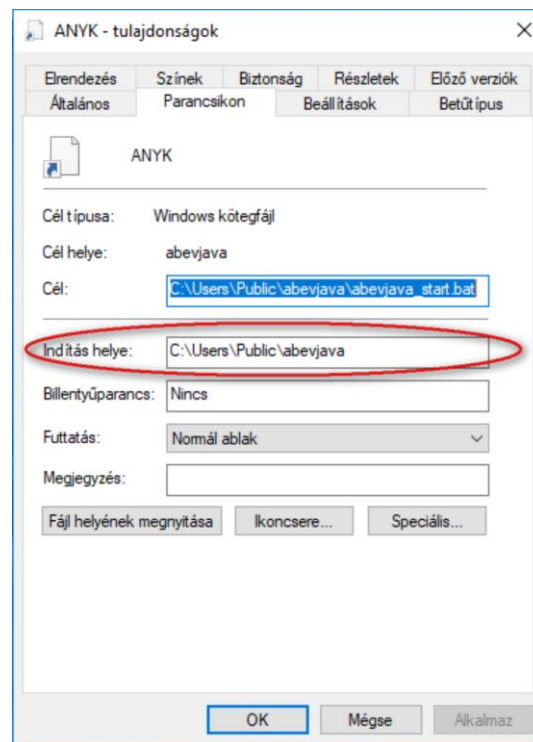 ANYK - tulajdonságok
Elrendezés Színek Biztonság Részletek Előző verziók
Általános Parancsikon Beállítások Betűtípus
ANYK
Cél típusa: Windows kötegfájl
Cél helye: abevjava
Cél: C:\Users\Public\abevjava\abevjava_start.bat
Indítás helye: C:\Users\Public\abevjava
Billentyűparancs: Nincs
Futtatás: Normál ablak
Megjegyzés:
Fájl helyének megnyitása Ikoncsere... Speciális...
OK Mégse Alkalmaz